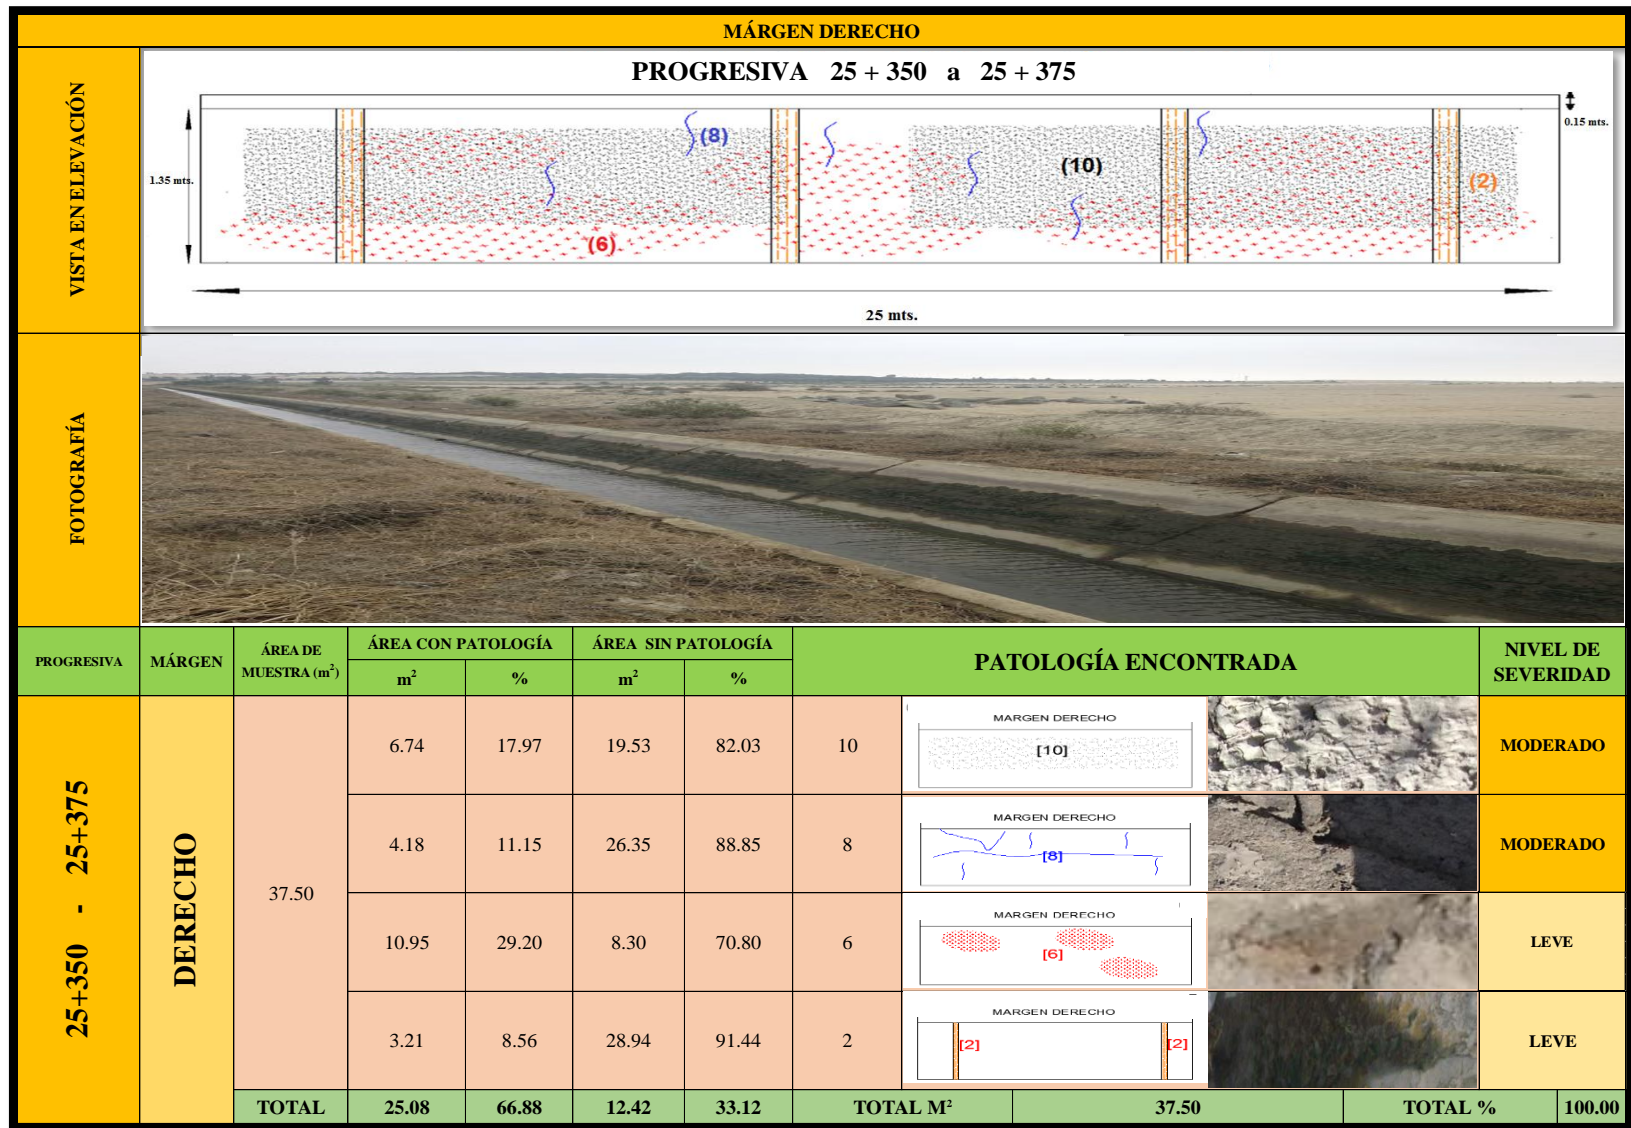 MÁRGEN DERECHO
VISTA EN ELEVACIÓN
PROGRESIVA 25 + 350 a 25 + 375
0.15 mts.
1.35 mts.
(8)
(10)
(2)
(6)
25 mts.
FOTOGRAFÍA
PROGRESIVA
MÁRGEN
ÁREA DE
MUESTRA (m²)
ÁREA CON PATOLOGÍA
m²
%
ÁREA SIN PATOLOGÍA
m²
%
PATOLOGÍA ENCONTRADA
NIVEL DE
SEVERIDAD
25+350 - 25+375
DERECHO
37.50
6.74 17.97 19.53 82.03 10
MARGEN DERECHO
[10]
MODERADO
4.18 11.15 26.35 88.85 8
MARGEN DERECHO
[8]
MODERADO
10.95 29.20 8.30 70.80 6
MARGEN DERECHO
[6]
LEVE
3.21 8.56 28.94 91.44 2
MARGEN DERECHO
[2] [2]
LEVE
TOTAL 25.08 66.88 12.42 33.12 TOTAL M² 37.50 TOTAL % 100.00